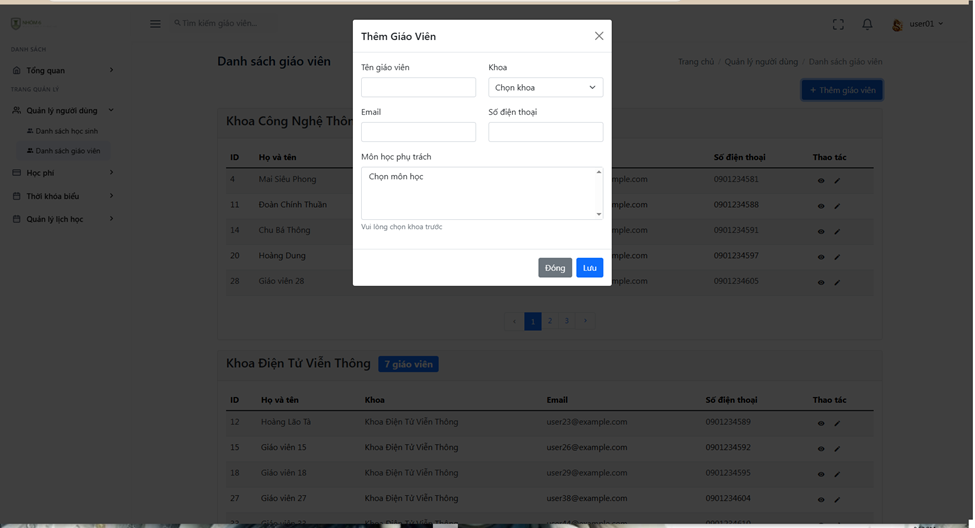 Tìm kiếm giáo viên...
user01
DANH SÁCH
Tổng quan
TRANG QUẢN LÝ
Quản lý người dùng
Danh sách học sinh
Danh sách giáo viên
Học phí
Thời khóa biểu
Quản lý lịch học
Danh sách giáo viên
Trang chủ / Quản lý người dùng / Danh sách giáo viên
+ Thêm giáo viên
Thêm Giáo Viên
Tên giáo viên
Khoa
Chọn khoa
Email
Số điện thoại
Môn học phụ trách
Chọn môn học
Vui lòng chọn khoa trước
Đóng
Lưu
Khoa Công Nghệ Thôn
ID Họ và tên Số điện thoại Thao tác
4 Mai Siêu Phong mple.com 0901234581
11 Đoàn Chính Thuần mple.com 0901234588
14 Chu Bá Thông mple.com 0901234591
20 Hoàng Dung mple.com 0901234597
28 Giáo viên 28 mple.com 0901234605
‹ 1 2 3 ›
Khoa Điện Tử Viễn Thông 7 giáo viên
ID Họ và tên Khoa Email Số điện thoại Thao tác
12 Hoàng Lão Tà Khoa Điện Tử Viễn Thông user23@example.com 0901234589
15 Giáo viên 15 Khoa Điện Tử Viễn Thông user26@example.com 0901234592
18 Giáo viên 18 Khoa Điện Tử Viễn Thông user29@example.com 0901234595
27 Giáo viên 27 Khoa Điện Tử Viễn Thông user38@example.com 0901234604